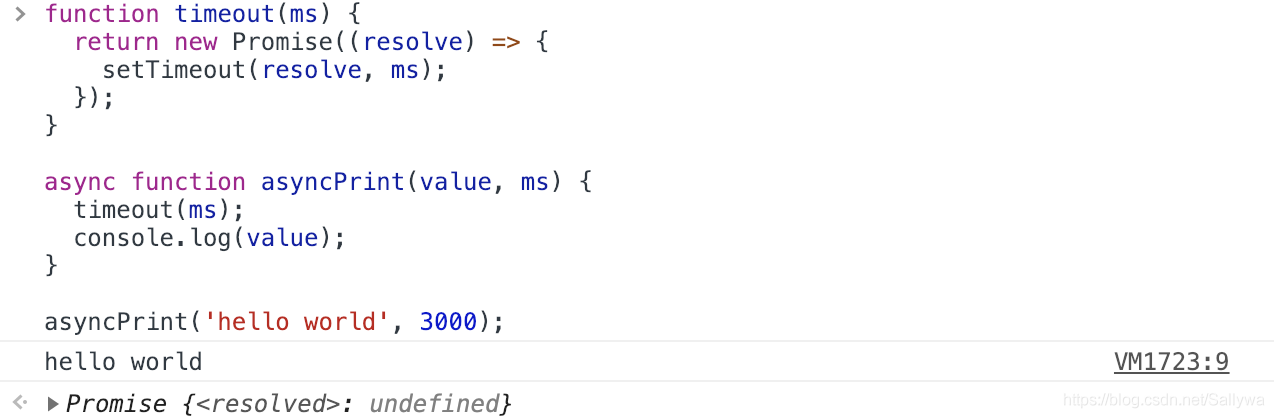 function timeout(ms) {
  return new Promise((resolve) => {
    setTimeout(resolve, ms);
  });
}

async function asyncPrint(value, ms) {
  timeout(ms);
  console.log(value);
}

asyncPrint('hello world', 3000);
hello world VM1723:9
Promise {<resolved>: undefined}
https://blog.csdn.net/Sallywa